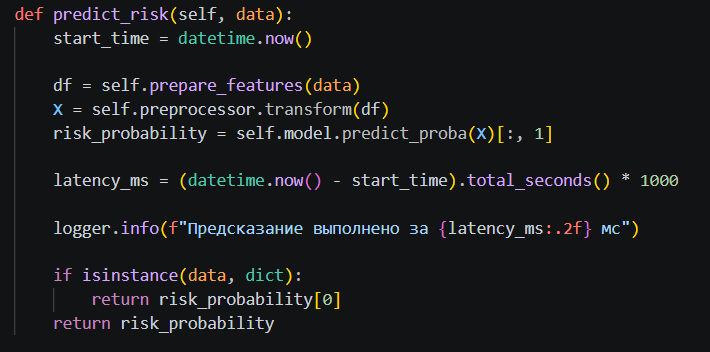 def predict_risk(self, data):
    start_time = datetime.now()
    df = self.prepare_features(data)
    X = self.preprocessor.transform(df)
    risk_probability = self.model.predict_proba(X)[:, 1]
    latency_ms = (datetime.now() - start_time).total_seconds() * 1000
    logger.info(f"Предсказание выполнено за {latency_ms:.2f} мс")
    if isinstance(data, dict):
        return risk_probability[0]
    return risk_probability